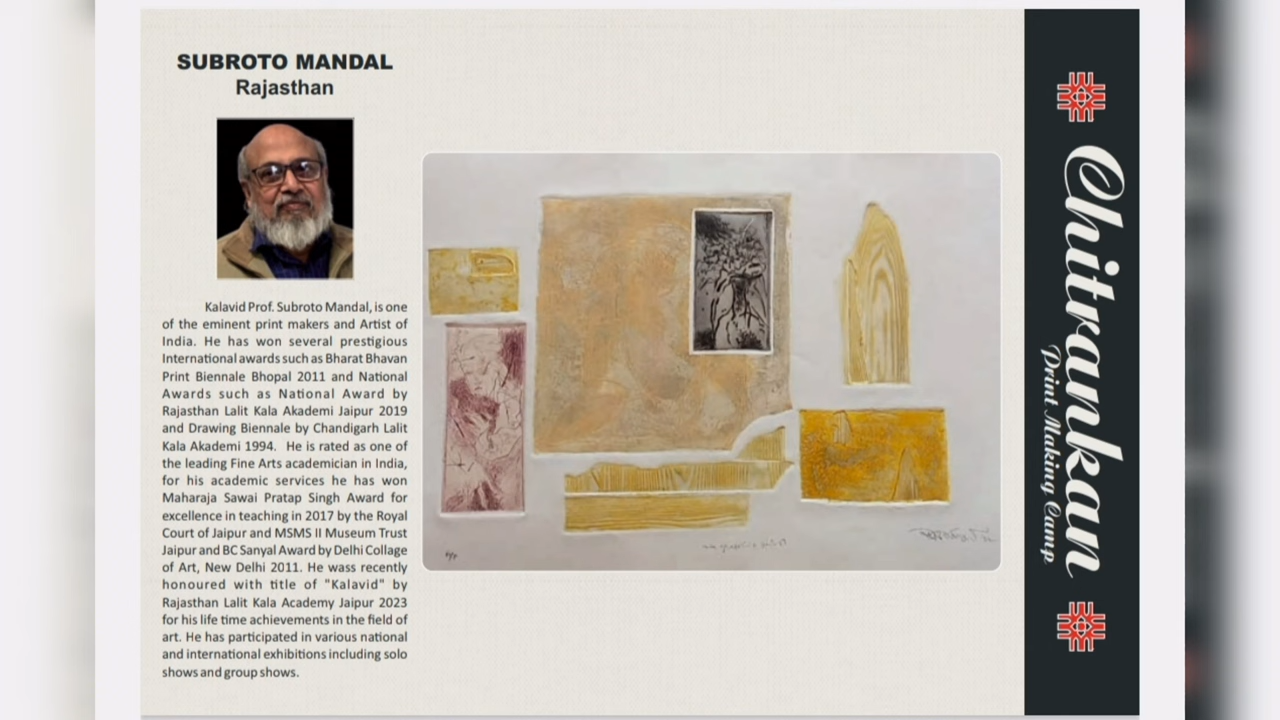 SUBROTO MANDAL
Rajasthan
Kalavid Prof. Subroto Mandal, is one
of the eminent print makers and Artist of
India. He has won several prestigious
International awards such as Bharat Bhavan
Print Biennale Bhopal 2011 and National
Awards such as National Award by
Rajasthan Lalit Kala Akademi Jaipur 2019
and Drawing Biennale by Chandigarh Lalit
Kala Akademi 1994. He is rated as one of
the leading Fine Arts academician in India,
for his academic services he has won
Maharaja Sawai Pratap Singh Award for
excellence in teaching in 2017 by the Royal
Court of Jaipur and MSMS II Museum Trust
Jaipur and BC Sanyal Award by Delhi Collage
of Art, New Delhi 2011. He wass recently
honoured with title of "Kalavid" by
Rajasthan Lalit Kala Academy Jaipur 2023
for his life time achievements in the field of
art. He has participated in various national
and international exhibitions including solo
shows and group shows.
Chitrankan
Print Making Camp